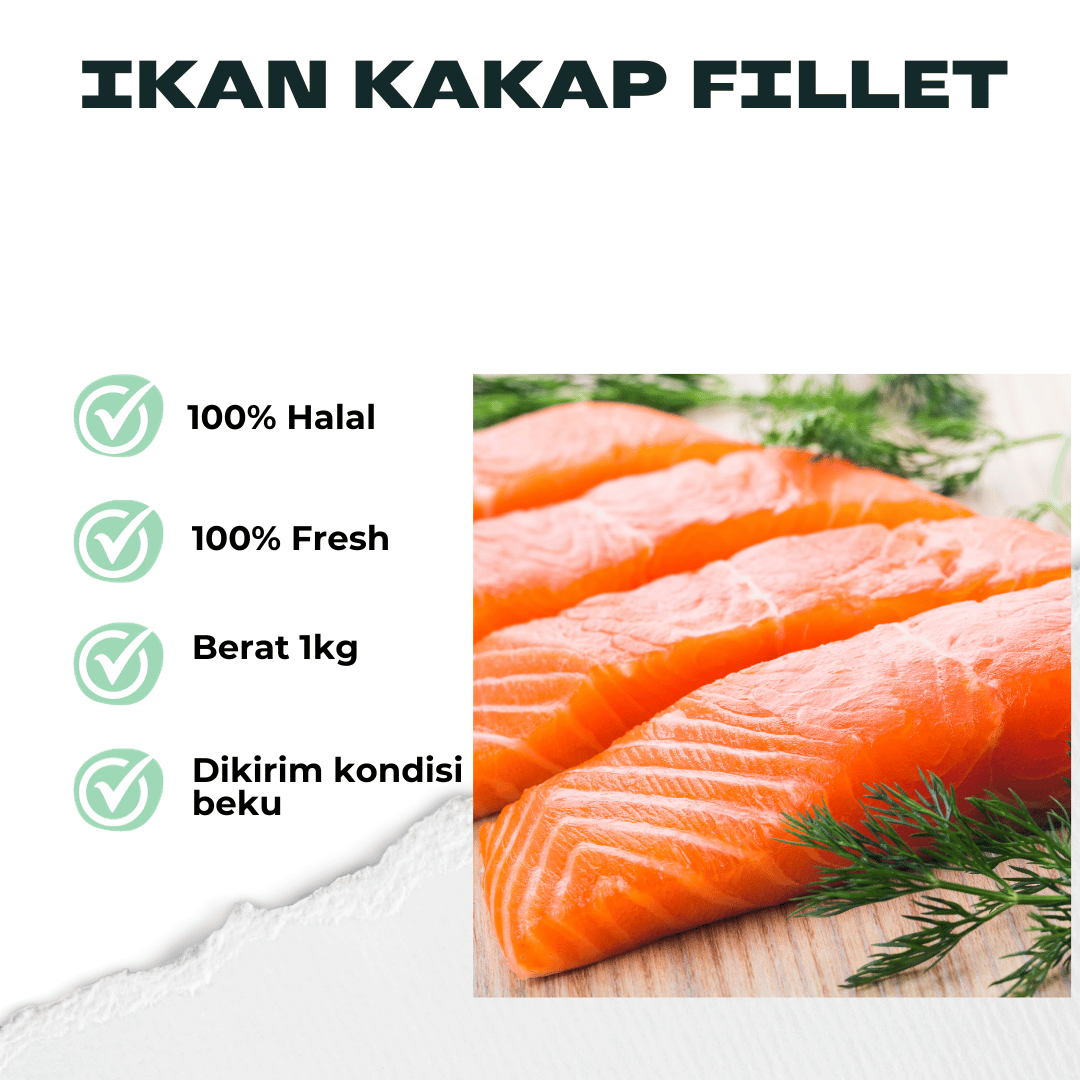 IKAN KAKAP FILLET
100% Halal
100% Fresh
Berat 1kg
Dikirim kondisi
beku